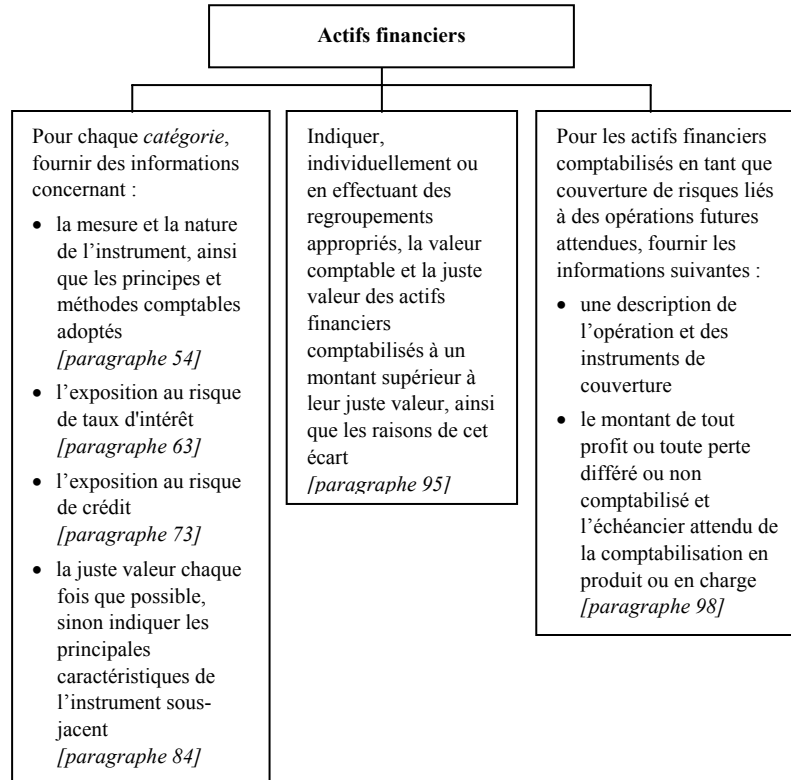 Actifs financiers
Pour chaque catégorie,
fournir des informations
concernant :
• la mesure et la nature
de l’instrument, ainsi
que les principes et
méthodes comptables
adoptés
[paragraphe 54]
• l’exposition au risque
de taux d'intérêt
[paragraphe 63]
• l’exposition au risque
de crédit
[paragraphe 73]
• la juste valeur chaque
fois que possible,
sinon indiquer les
principales
caractéristiques de
l’instrument sous-
jacent
[paragraphe 84]
Indiquer,
individuellement ou
en effectuant des
regroupements
appropriés, la valeur
comptable et la juste
valeur des actifs
financiers
comptabilisés à un
montant supérieur à
leur juste valeur, ainsi
que les raisons de cet
écart
[paragraphe 95]
Pour les actifs financiers
comptabilisés en tant que
couverture de risques liés
à des opérations futures
attendues, fournir les
informations suivantes :
• une description de
l’opération et des
instruments de
couverture
• le montant de tout
profit ou toute perte
différé ou non
comptabilisé et
l’échéancier attendu de
la comptabilisation en
produit ou en charge
[paragraphe 98]